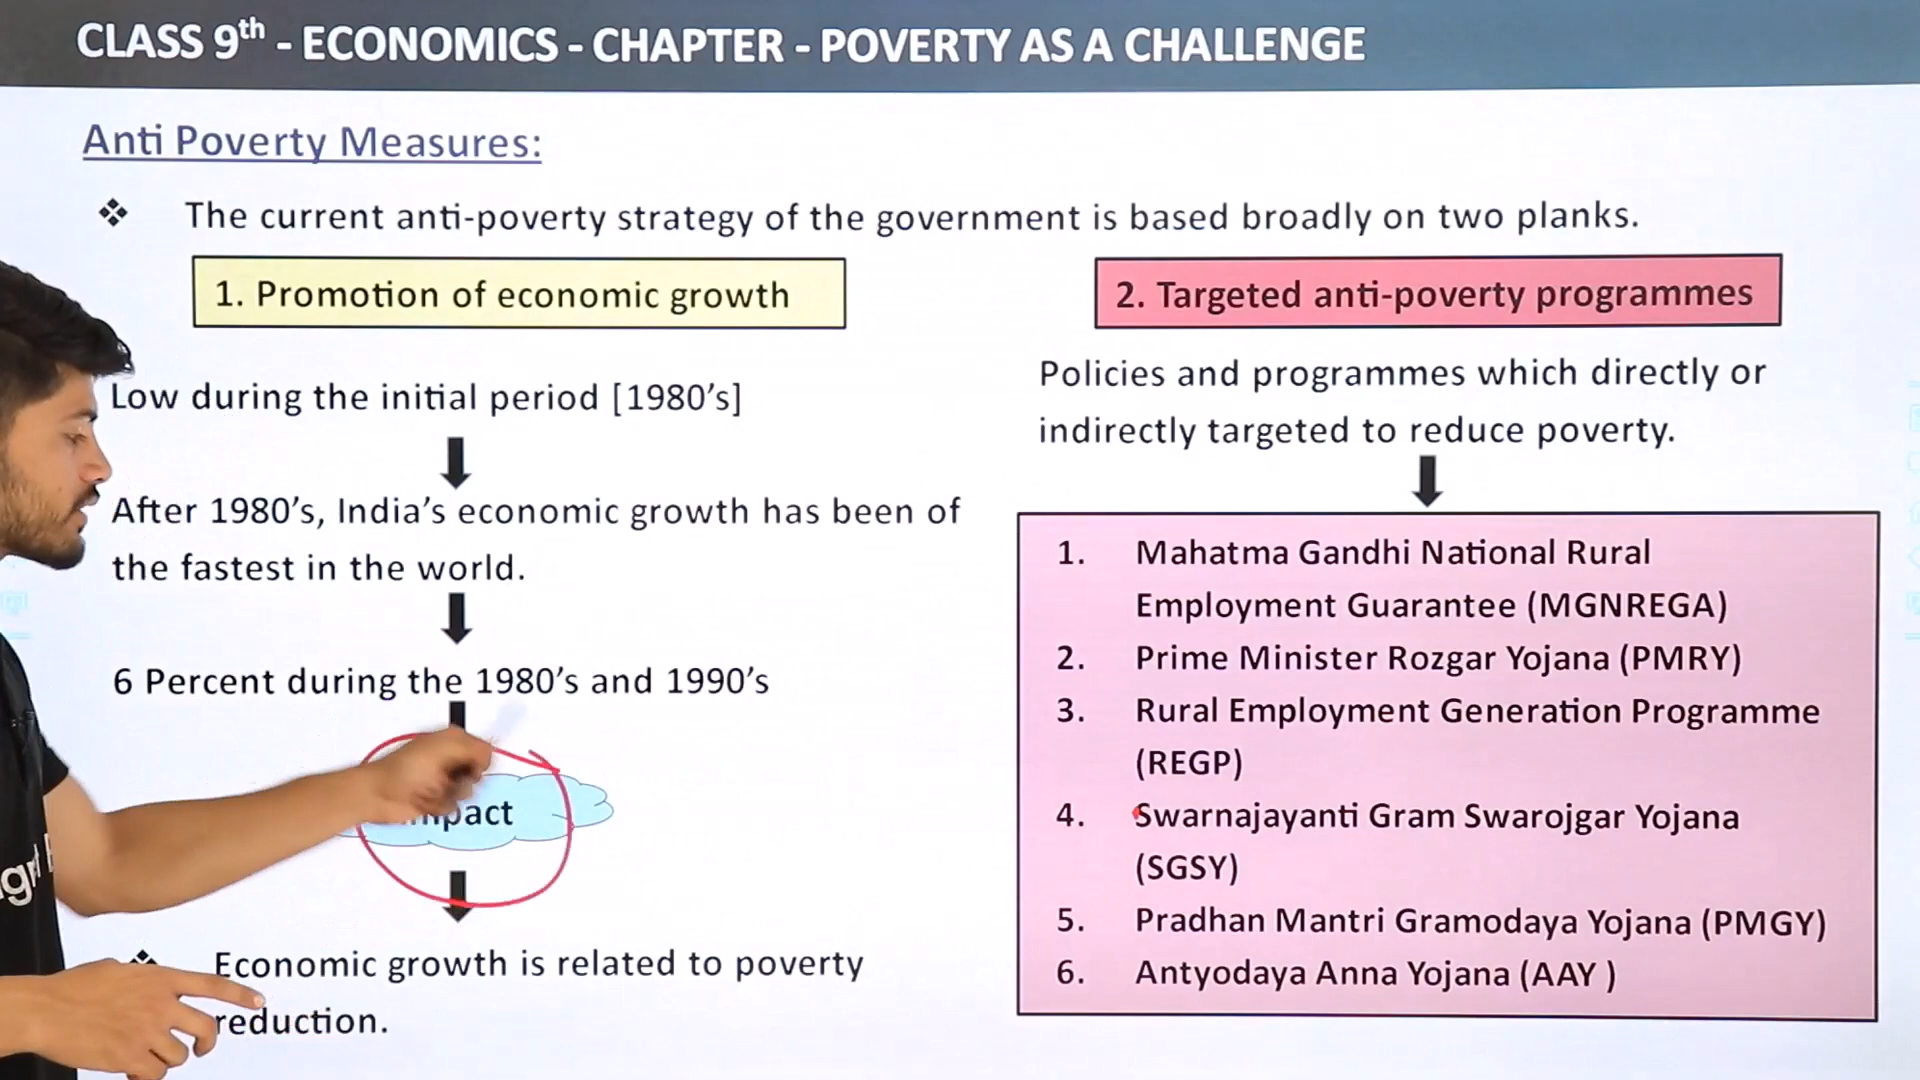 CLASS 9th - ECONOMICS - CHAPTER - POVERTY AS A CHALLENGE
Anti Poverty Measures:
❖ The current anti-poverty strategy of the government is based broadly on two planks.
1. Promotion of economic growth
Low during the initial period [1980’s]
After 1980’s, India’s economic growth has been of
the fastest in the world.
6 Percent during the 1980’s and 1990’s
❖ Economic growth is related to poverty
reduction.
2. Targeted anti-poverty programmes
Policies and programmes which directly or
indirectly targeted to reduce poverty.
1. Mahatma Gandhi National Rural
Employment Guarantee (MGNREGA)
2. Prime Minister Rozgar Yojana (PMRY)
3. Rural Employment Generation Programme
(REGP)
4. Swarnajayanti Gram Swarojgar Yojana
(SGSY)
5. Pradhan Mantri Gramodaya Yojana (PMGY)
6. Antyodaya Anna Yojana (AAY )